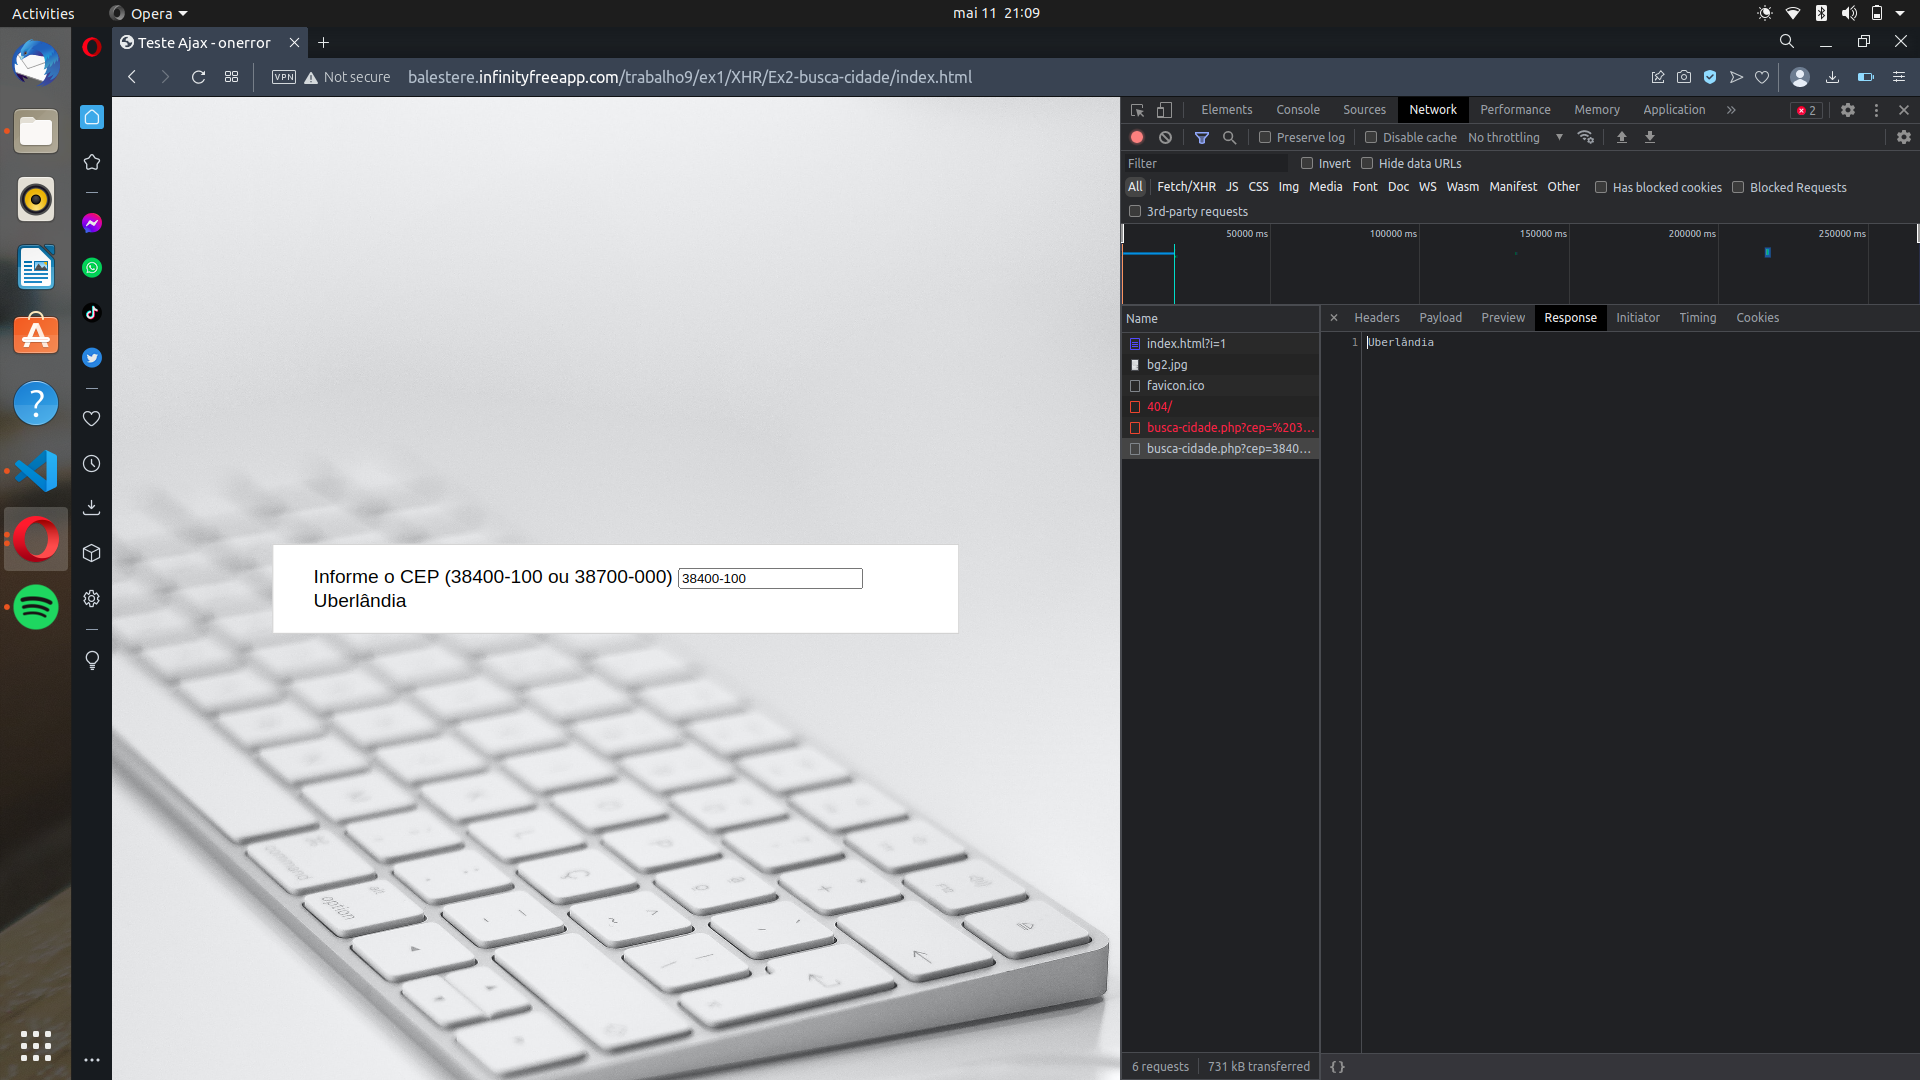 Activities
Opera
mai 11 21:09
Teste Ajax - onerror
VPN
Not secure
balestere.infinityfreeapp.com/trabalho9/ex1/XHR/Ex2-busca-cidade/index.html
Elements Console Sources Network Performance Memory Application » 2
Preserve log Disable cache No throttling
Filter Invert Hide data URLs
All Fetch/XHR JS CSS Img Media Font Doc WS Wasm Manifest Other Has blocked cookies Blocked Requests
3rd-party requests
50000 ms 100000 ms 150000 ms 200000 ms 250000 ms
Name
Headers Payload Preview Response Initiator Timing Cookies
index.html?i=1
bg2.jpg
favicon.ico
404/
busca-cidade.php?cep=%203...
busca-cidade.php?cep=3840...
1 Uberlândia
Informe o CEP (38400-100 ou 38700-000) 38400-100
Uberlândia
command
alt
option
6 requests 731 kB transferred
{}